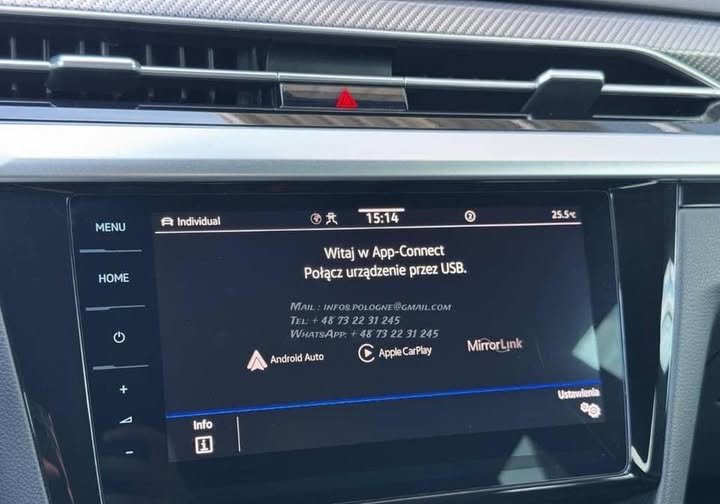 MENU
HOME
Individual
15:14
2
25.5°C
Witaj w App-Connect
Połącz urządzenie przez USB.
Mail : infos.pologne@gmail.com
Tel: + 48 73 22 31 245
WhatsApp: + 48 73 22 31 245
Android Auto
Apple CarPlay
MirrorLink
Ustawienia
Info